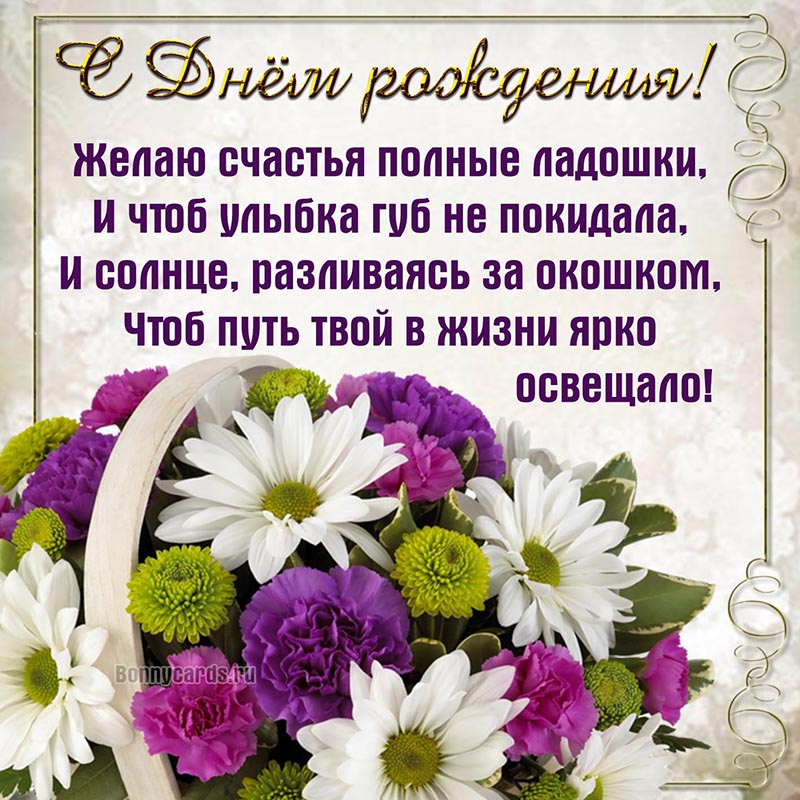 С Днём рождения!
Желаю счастья полные ладошки,
И чтоб улыбка губ не покидала,
И солнце, разливаясь за окошком,
Чтоб путь твой в жизни ярко
освещало!
Bonnycards.ru